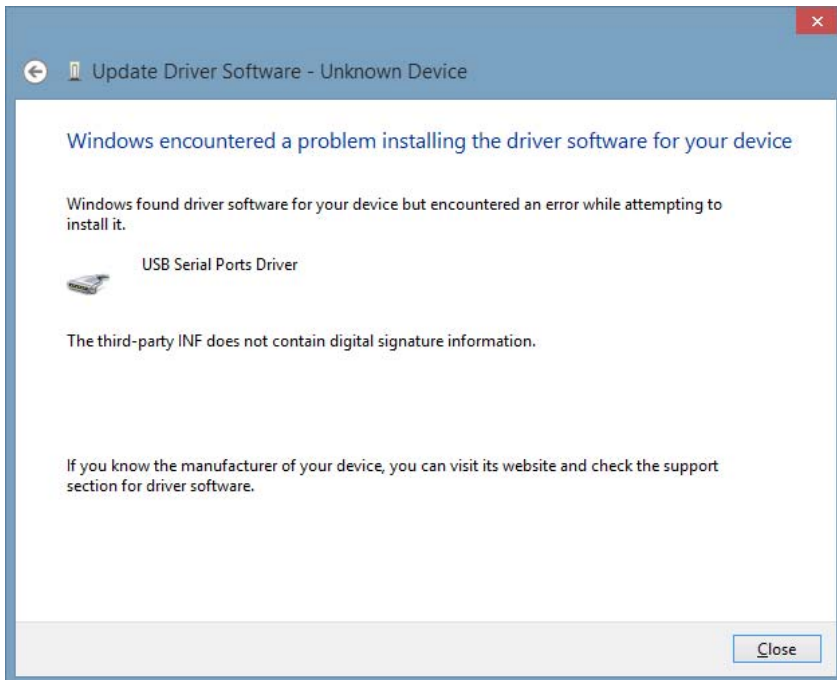 Update Driver Software - Unknown Device
Windows encountered a problem installing the driver software for your device
Windows found driver software for your device but encountered an error while attempting to
install it.
USB Serial Ports Driver
The third-party INF does not contain digital signature information.
If you know the manufacturer of your device, you can visit its website and check the support
section for driver software.
Close